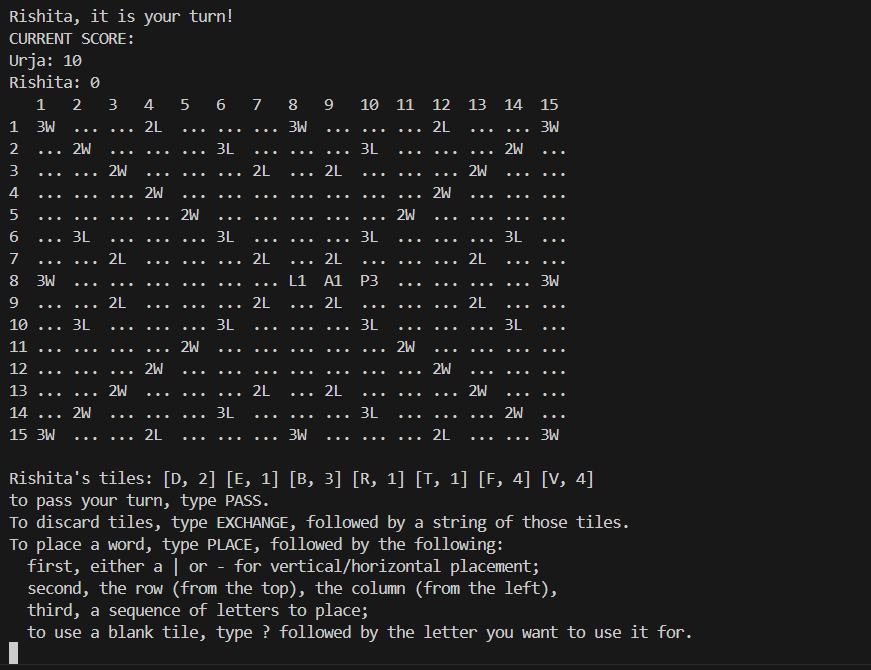 Rishita, it is your turn!
CURRENT SCORE:
Urja: 10
Rishita: 0
    1   2   3   4   5   6   7   8   9   10  11  12  13  14  15
1   3W  ... ... 2L  ... ... ... 3W  ... ... ... 2L  ... ... 3W
2   ... 2W  ... ... ... 3L  ... ... ... 3L  ... ... ... 2W  ...
3   ... ... 2W  ... ... ... 2L  ... 2L  ... ... ... 2W  ... ...
4   ... ... ... 2W  ... ... ... ... ... ... ... 2W  ... ... ...
5   ... ... ... ... 2W  ... ... ... ... ... 2W  ... ... ... ...
6   ... 3L  ... ... ... 3L  ... ... ... 3L  ... ... ... 3L  ...
7   ... ... 2L  ... ... ... 2L  ... 2L  ... ... ... 2L  ... ...
8   3W  ... ... ... ... ... ... L1  A1  P3  ... ... ... ... 3W
9   ... ... 2L  ... ... ... 2L  ... 2L  ... ... ... 2L  ... ...
10  ... 3L  ... ... ... 3L  ... ... ... 3L  ... ... ... 3L  ...
11  ... ... ... ... 2W  ... ... ... ... ... 2W  ... ... ... ...
12  ... ... ... 2W  ... ... ... ... ... ... ... 2W  ... ... ...
13  ... ... 2W  ... ... ... 2L  ... 2L  ... ... ... 2W  ... ...
14  ... 2W  ... ... ... 3L  ... ... ... 3L  ... ... ... 2W  ...
15  3W  ... ... 2L  ... ... ... 3W  ... ... ... 2L  ... ... 3W

Rishita's tiles: [D, 2] [E, 1] [B, 3] [R, 1] [T, 1] [F, 4] [V, 4]
to pass your turn, type PASS.
To discard tiles, type EXCHANGE, followed by a string of those tiles.
To place a word, type PLACE, followed by the following:
  first, either a | or - for vertical/horizontal placement;
  second, the row (from the top), the column (from the left),
  third, a sequence of letters to place;
  to use a blank tile, type ? followed by the letter you want to use it for.